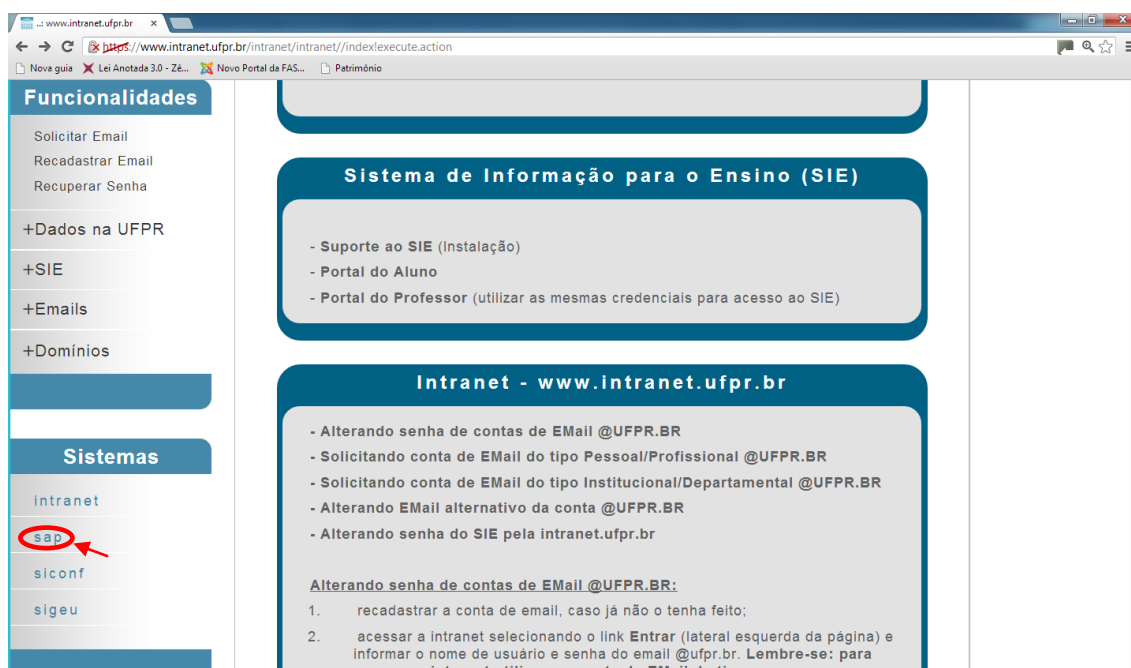 ..: www.intranet.ufpr.br
https://www.intranet.ufpr.br/intranet/intranet//index!execute.action
Nova guia
Lei Anotada 3.0 - Zê...
Novo Portal da FAS...
Patrimônio
Funcionalidades
Solicitar Email
Recadastrar Email
Recuperar Senha
+Dados na UFPR
+SIE
+Emails
+Domínios
Sistemas
intranet
sap
siconf
sigeu
Sistema de Informação para o Ensino (SIE)
- Suporte ao SIE (Instalação)
- Portal do Aluno
- Portal do Professor (utilizar as mesmas credenciais para acesso ao SIE)
Intranet - www.intranet.ufpr.br
- Alterando senha de contas de EMail @UFPR.BR
- Solicitando conta de EMail do tipo Pessoal/Profissional @UFPR.BR
- Solicitando conta de EMail do tipo Institucional/Departamental @UFPR.BR
- Alterando EMail alternativo da conta @UFPR.BR
- Alterando senha do SIE pela intranet.ufpr.br
Alterando senha de contas de EMail @UFPR.BR:
1. recadastrar a conta de email, caso já não o tenha feito;
2. acessar a intranet selecionando o link Entrar (lateral esquerda da página) e
informar o nome de usuário e senha do email @ufpr.br. Lembre-se: para